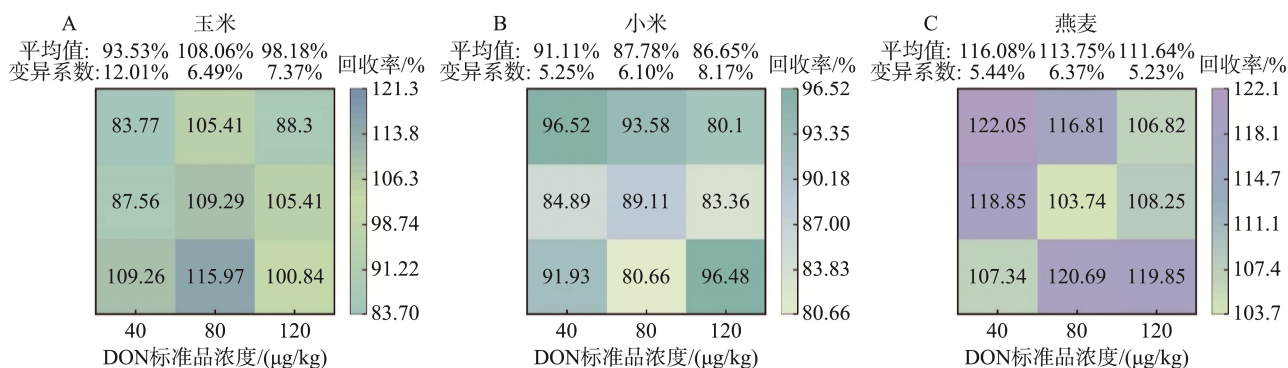 A 玉米
平均值: 93.53% 108.06% 98.18%
变异系数: 12.01% 6.49% 7.37% 回收率/%
83.77 105.41 88.3
87.56 109.29 105.41
109.26 115.97 100.84
121.3
113.8
106.3
98.74
91.22
83.70
40 80 120
DON标准品浓度/(μg/kg)
B 小米
平均值: 91.11% 87.78% 86.65%
变异系数: 5.25% 6.10% 8.17% 回收率/%
96.52 93.58 80.1
84.89 89.11 83.36
91.93 80.66 96.48
96.52
93.35
90.18
87.00
83.83
80.66
40 80 120
DON标准品浓度/(μg/kg)
C 燕麦
平均值: 116.08% 113.75% 111.64%
变异系数: 5.44% 6.37% 5.23% 回收率/%
122.05 116.81 106.82
118.85 103.74 108.25
107.34 120.69 119.85
122.1
118.1
114.7
111.1
107.4
103.7
40 80 120
DON标准品浓度/(μg/kg)